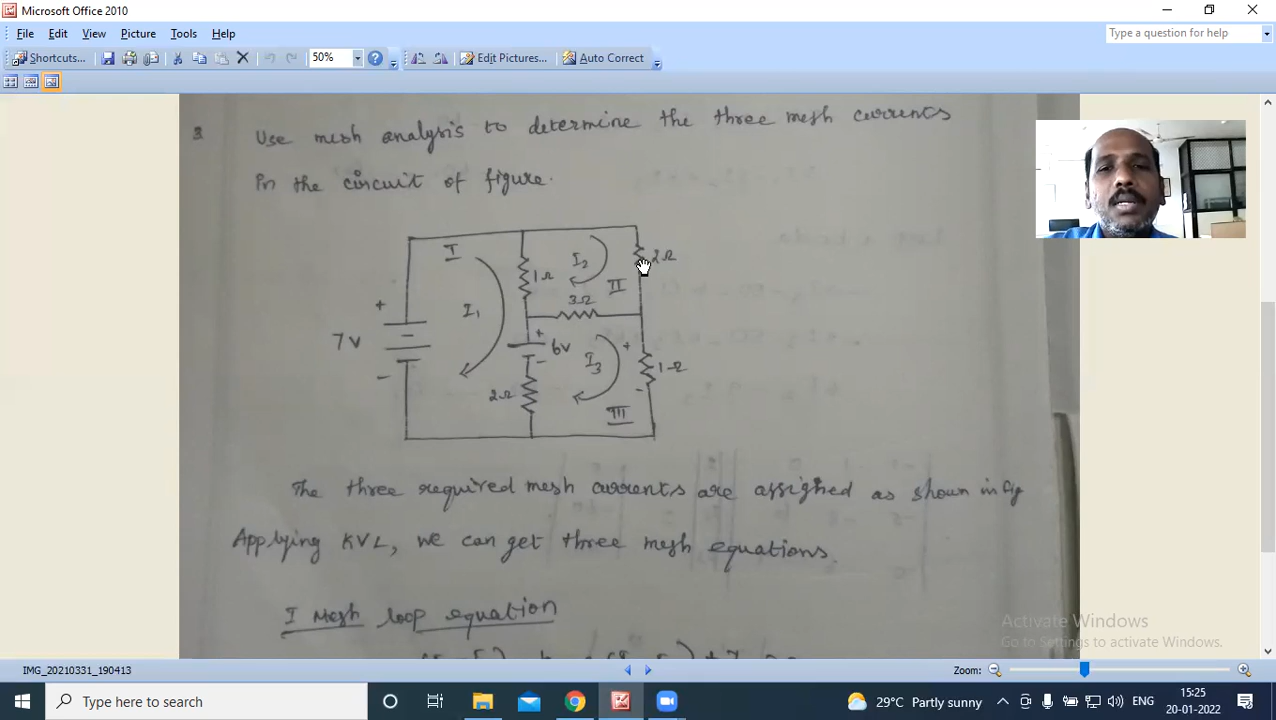 Microsoft Office 2010
File Edit View Picture Tools Help
Type a question for help
Shortcuts... 50% Edit Pictures... Auto Correct
3 Use mesh analysis to determine the three mesh currents
in the circuit of figure.
I
I2
2Ω
1Ω
II
3Ω
I1
+
7V
-
+
6V
-
I3
+
1Ω
-
2Ω
III
The three required mesh currents are assigned as shown in fig
Applying KVL, we can get three mesh equations.
I Mesh loop equation
Activate Windows
Go to Settings to activate Windows.
IMG_20210331_190413
Zoom:
Type here to search
29°C Partly sunny
ENG
15:25
20-01-2022